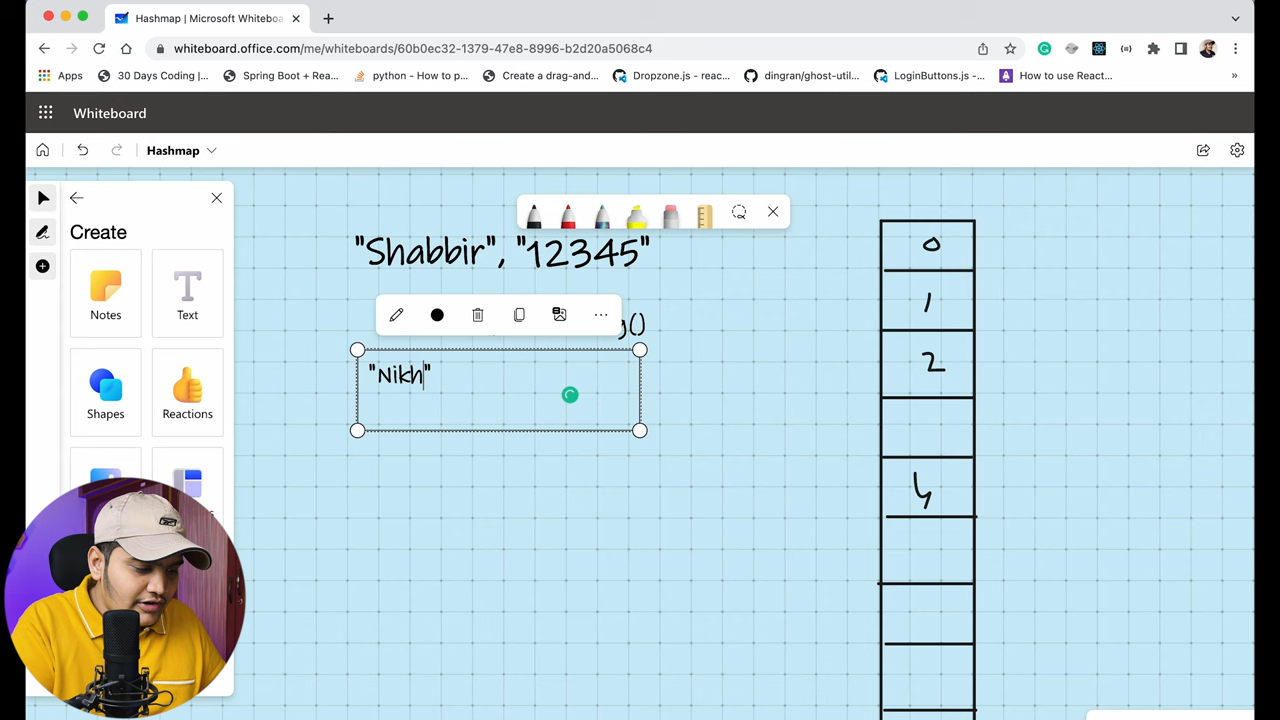 Hashmap | Microsoft Whiteboa
whiteboard.office.com/me/whiteboards/60b0ec32-1379-47c8-8996-b2d20a5068c4
Apps 30 Days Coding |... Spring Boot + Rea... python - How to p... Create a drag-and... Dropzone.js - reac... dingran/ghost-util... LoginButtons.js -... How to use React... »
Whiteboard
Hashmap
Create
Notes Text
Shapes Reactions
"Shabbir", "12345"
g()
"Nikh"
0
1
2
4